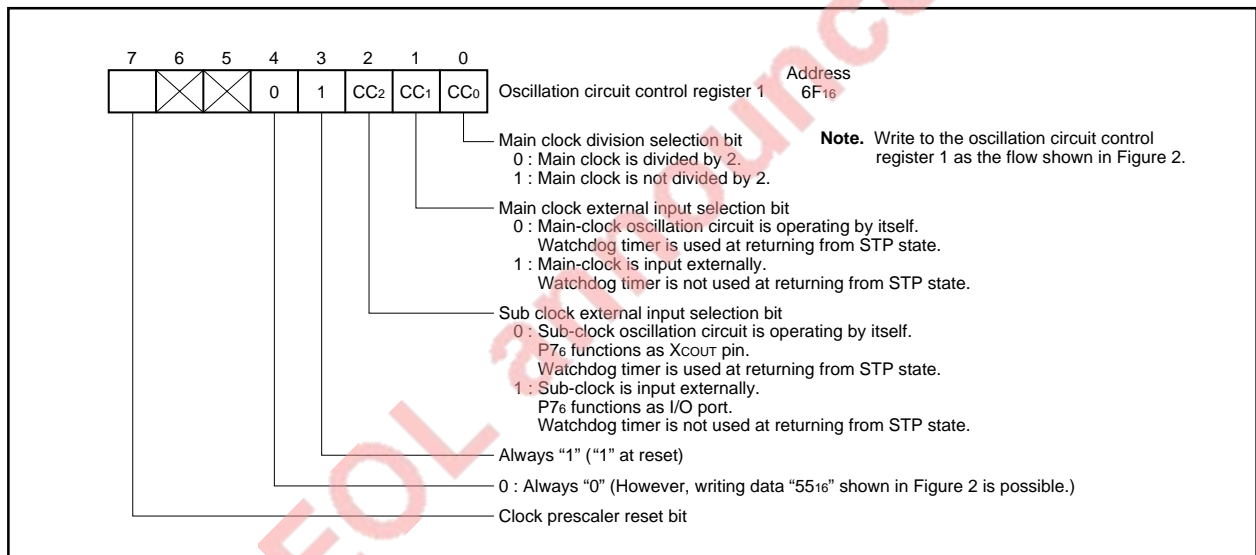 7 6 5 4 3 2 1 0
0 1 CC2 CC1 CC0 Oscillation circuit control register 1
Address
6F16
Main clock division selection bit
0 : Main clock is divided by 2.
1 : Main clock is not divided by 2.
Note. Write to the oscillation circuit control
register 1 as the flow shown in Figure 2.
Main clock external input selection bit
0 : Main-clock oscillation circuit is operating by itself.
Watchdog timer is used at returning from STP state.
1 : Main-clock is input externally.
Watchdog timer is not used at returning from STP state.
Sub clock external input selection bit
0 : Sub-clock oscillation circuit is operating by itself.
P76 functions as XCOUT pin.
Watchdog timer is used at returning from STP state.
1 : Sub-clock is input externally.
P76 functions as I/O port.
Watchdog timer is not used at returning from STP state.
Always “1” (“1” at reset)
0 : Always “0” (However, writing data “5516” shown in Figure 2 is possible.)
Clock prescaler reset bit
EOL announc